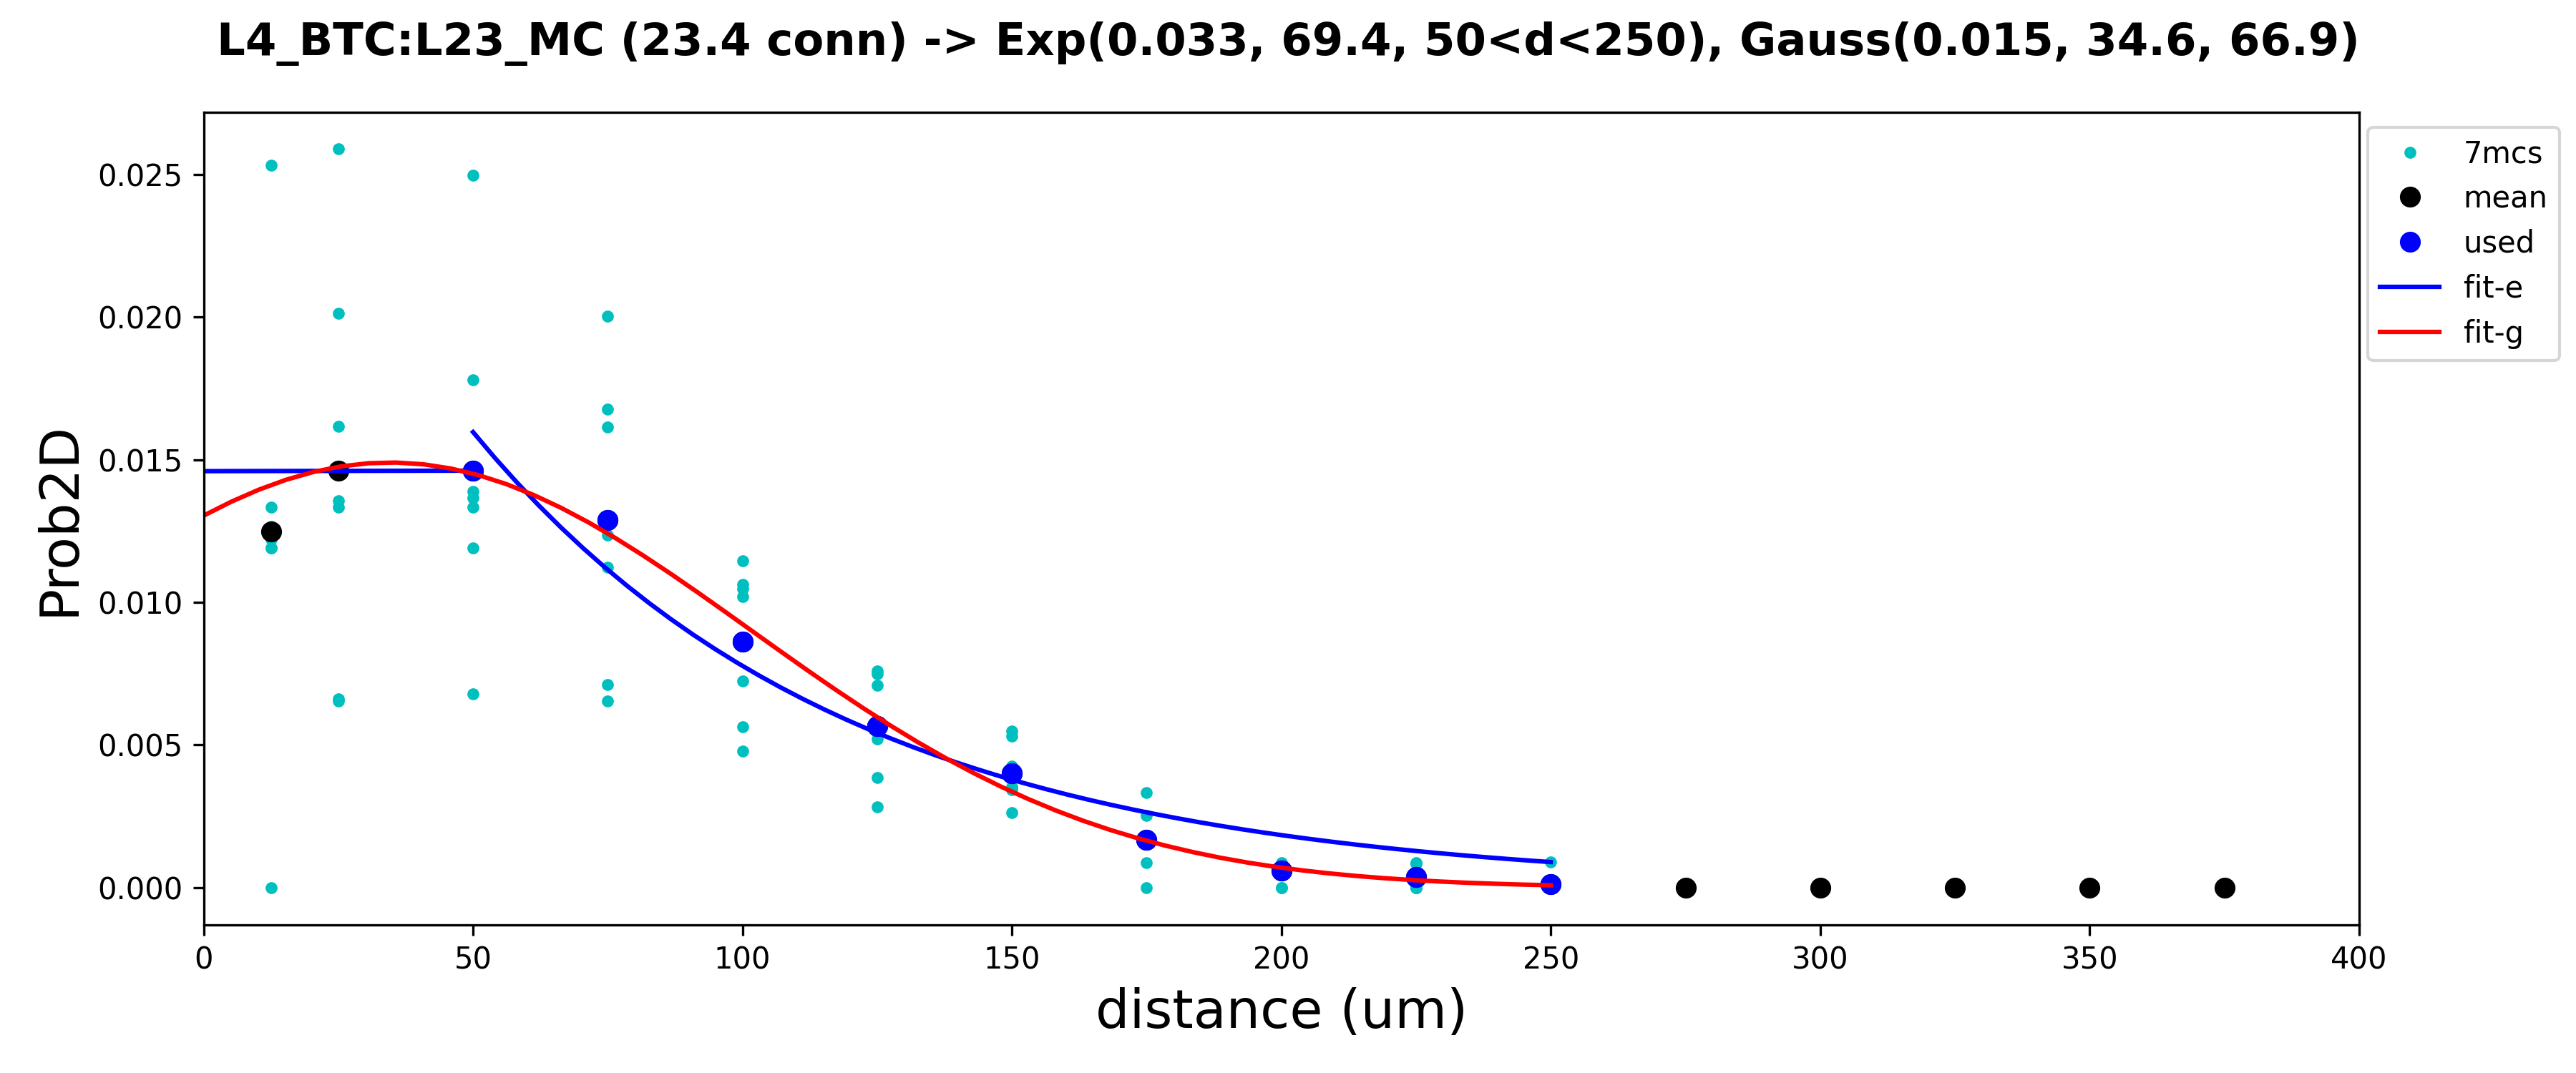 L4_BTC:L23_MC (23.4 conn) -> Exp(0.033, 69.4, 50<d<250), Gauss(0.015, 34.6, 66.9)
7mcs
mean
used
fit-e
fit-g
0.025
0.020
0.015
0.010
0.005
0.000
Prob2D
0 50 100 150 200 250 300 350 400
distance (um)